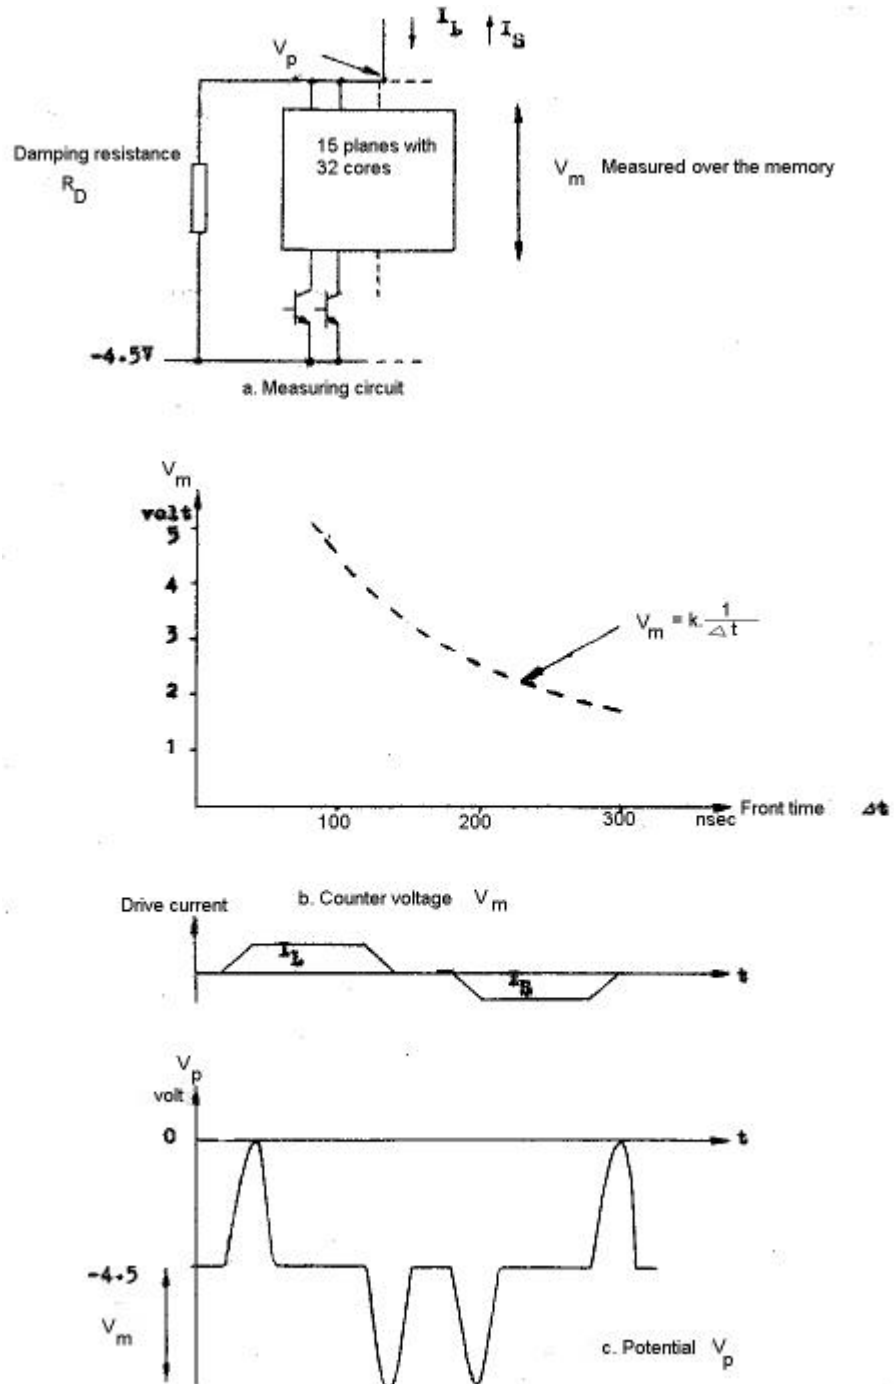 I_L I_S
V_p
15 planes with
32 cores
Damping resistance
R_D
V_m Measured over the memory
-4.5V
a. Measuring circuit
V_m
volt
5
4
3
2
1
V_m = k. 1/△t
100 200 300 nsec Front time Δt
b. Counter voltage V_m
Drive current
I_L
I_S
t
V_p
volt
0
t
-4.5
V_m
c. Potential V_p